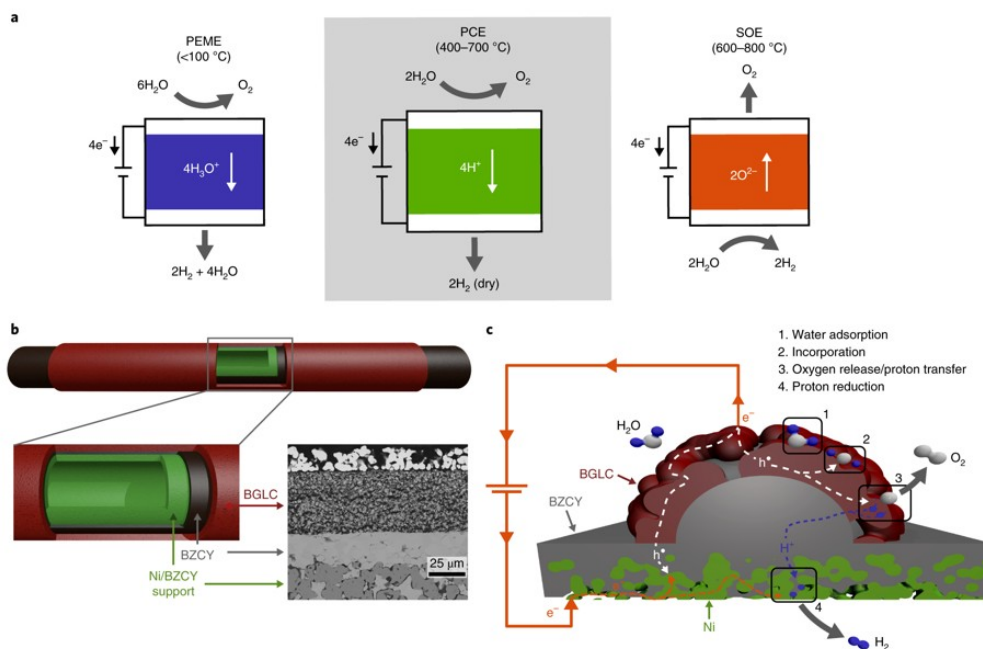 a
PEME
(<100 °C)
6H₂O
O₂
4e⁻
4H₃O⁺
2H₂ + 4H₂O
PCE
(400–700 °C)
2H₂O
O₂
4e⁻
4H⁺
2H₂ (dry)
SOE
(600–800 °C)
O₂
4e⁻
2O²⁻
2H₂O
2H₂
b
BGLC
BZCY
Ni/BZCY
support
25 μm
c
1. Water adsorption
2. Incorporation
3. Oxygen release/proton transfer
4. Proton reduction
e⁻
H₂O
1
2
O₂
3
h•
BGLC
BZCY
H⁺
h•
e⁻
4
Ni
H₂